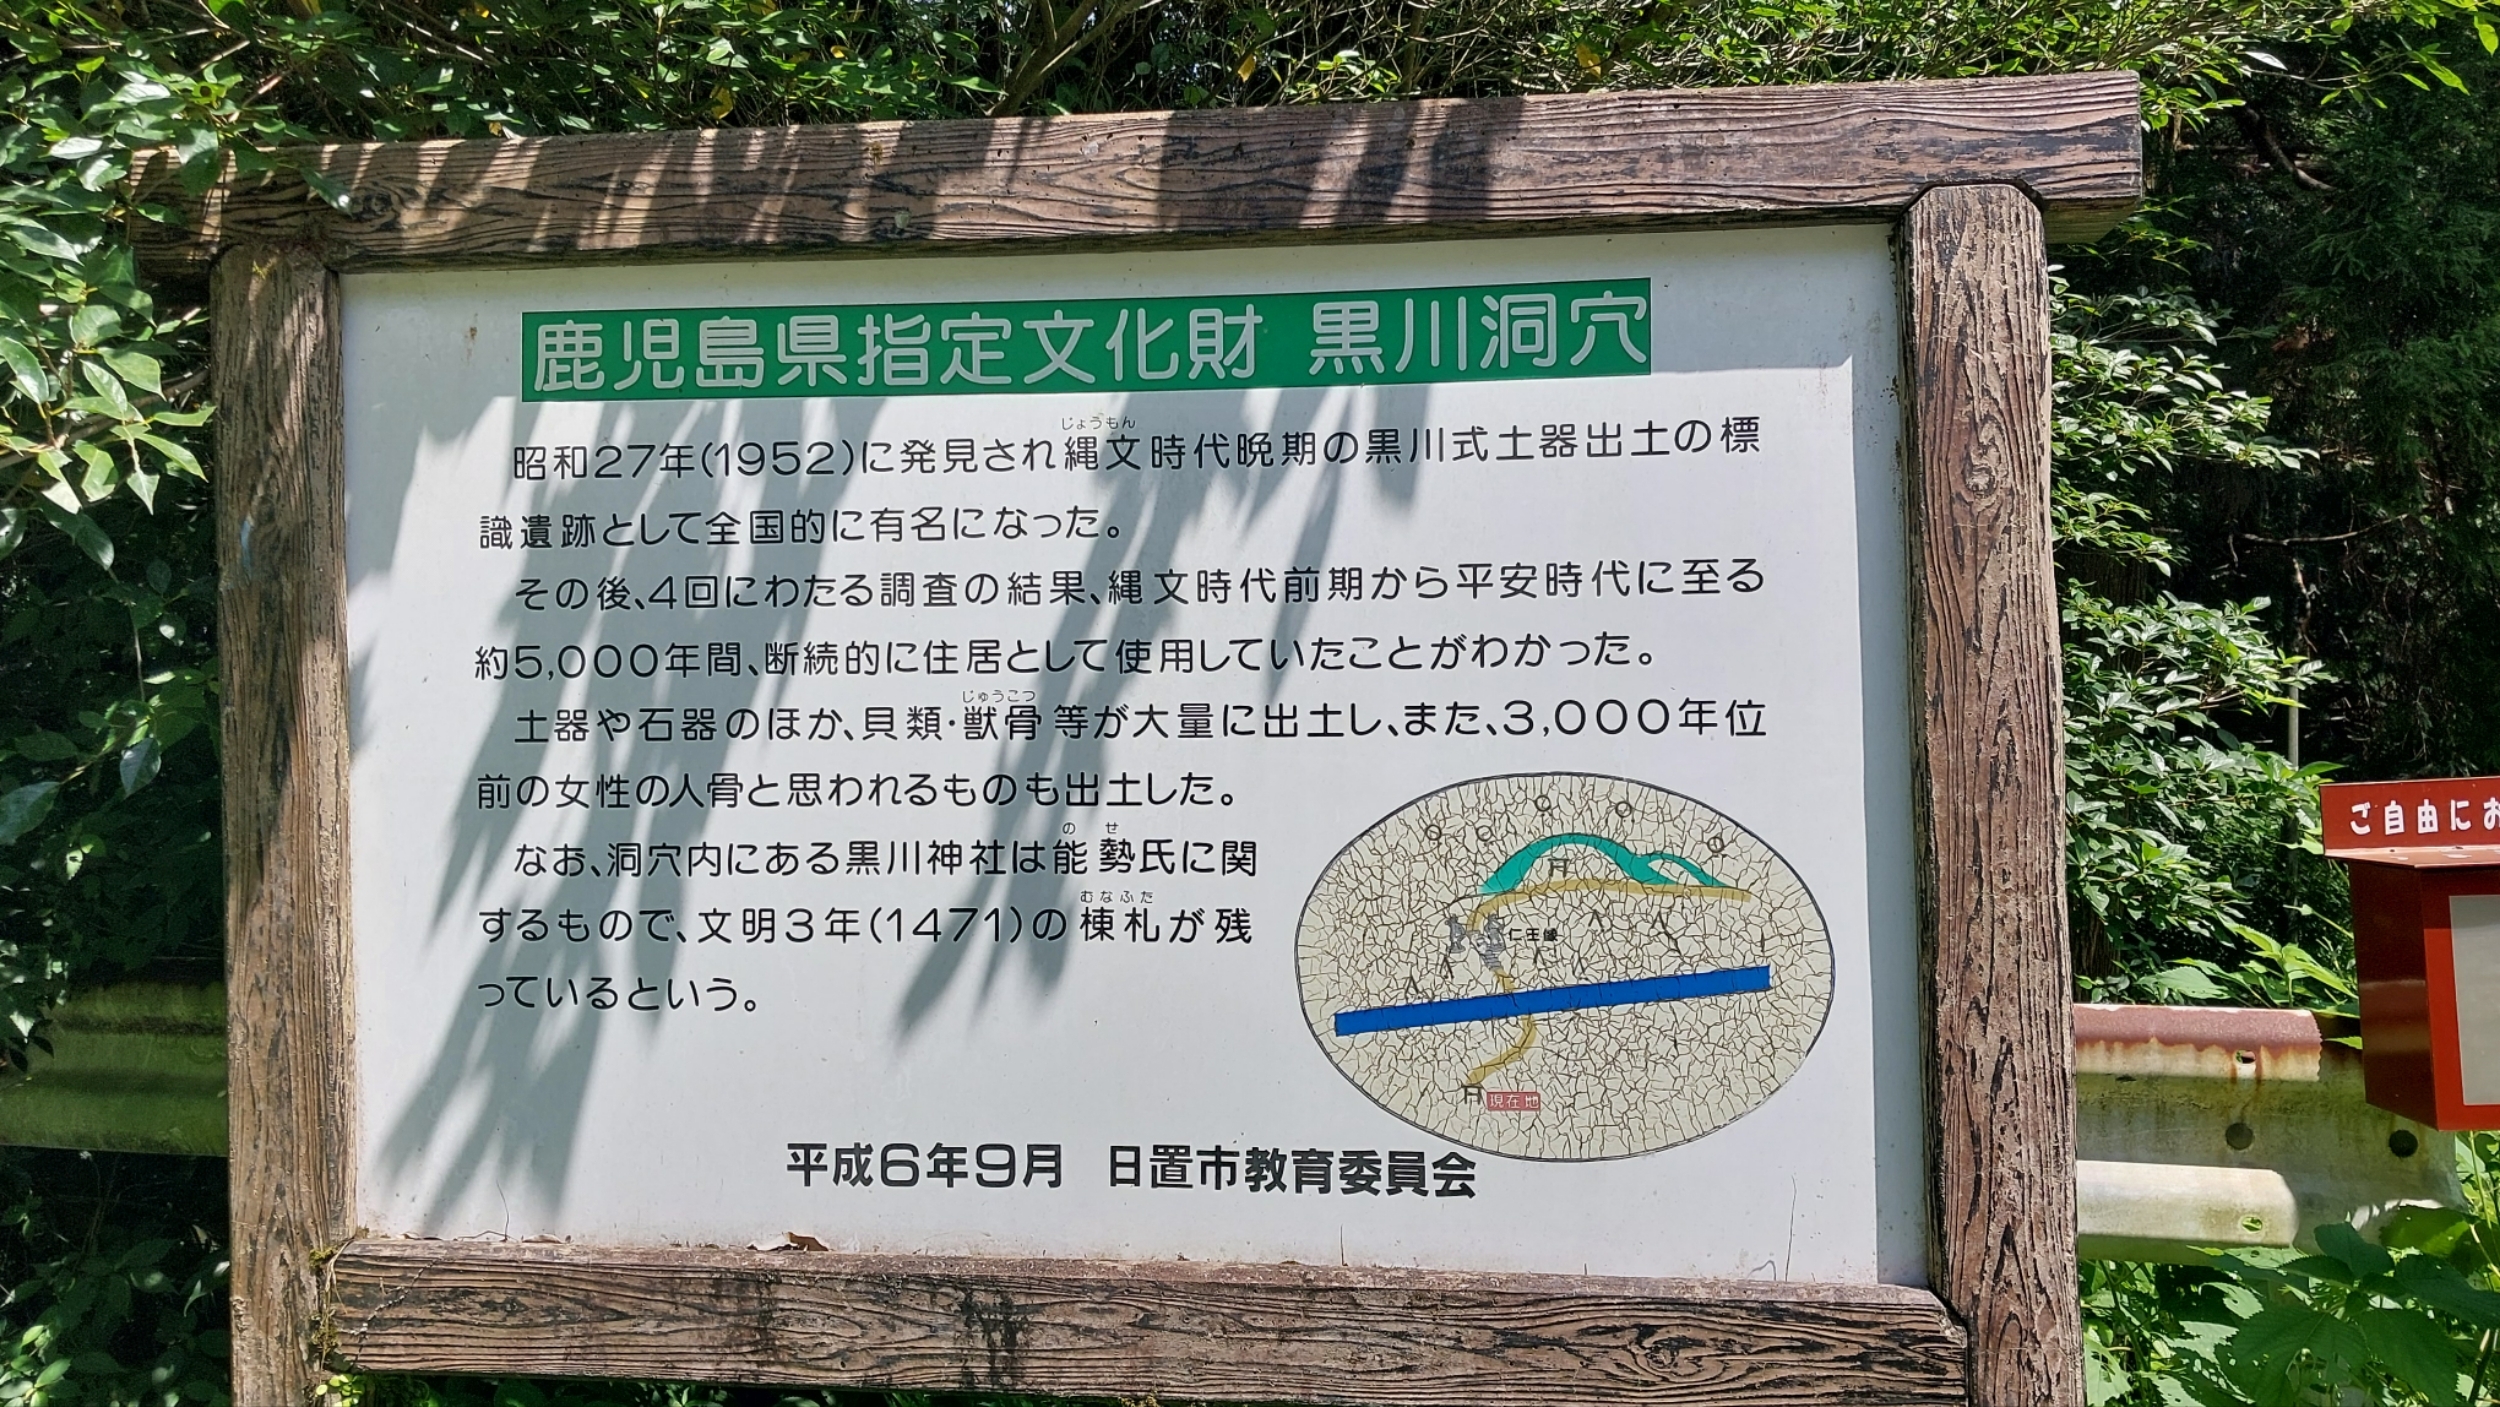 鹿児島県指定文化財 黒川洞穴
昭和27年(1952)に発見され縄文時代晩期の黒川式土器出土の標
じょうもん
識遺跡として全国的に有名になった。
その後、4回にわたる調査の結果、縄文時代前期から平安時代に至る
約5,000年間、断続的に住居として使用していたことがわかった。
じゅうこつ
土器や石器のほか、貝類・獣骨等が大量に出土し、また、3,000年位
前の女性の人骨と思われるものも出土した。
のせ
なお、洞穴内にある黒川神社は能勢氏に関
むなふだ
するもので、文明3年(1471)の棟札が残
っているという。
仁王像
現在地
平成6年9月 日置市教育委員会
ご自由にお